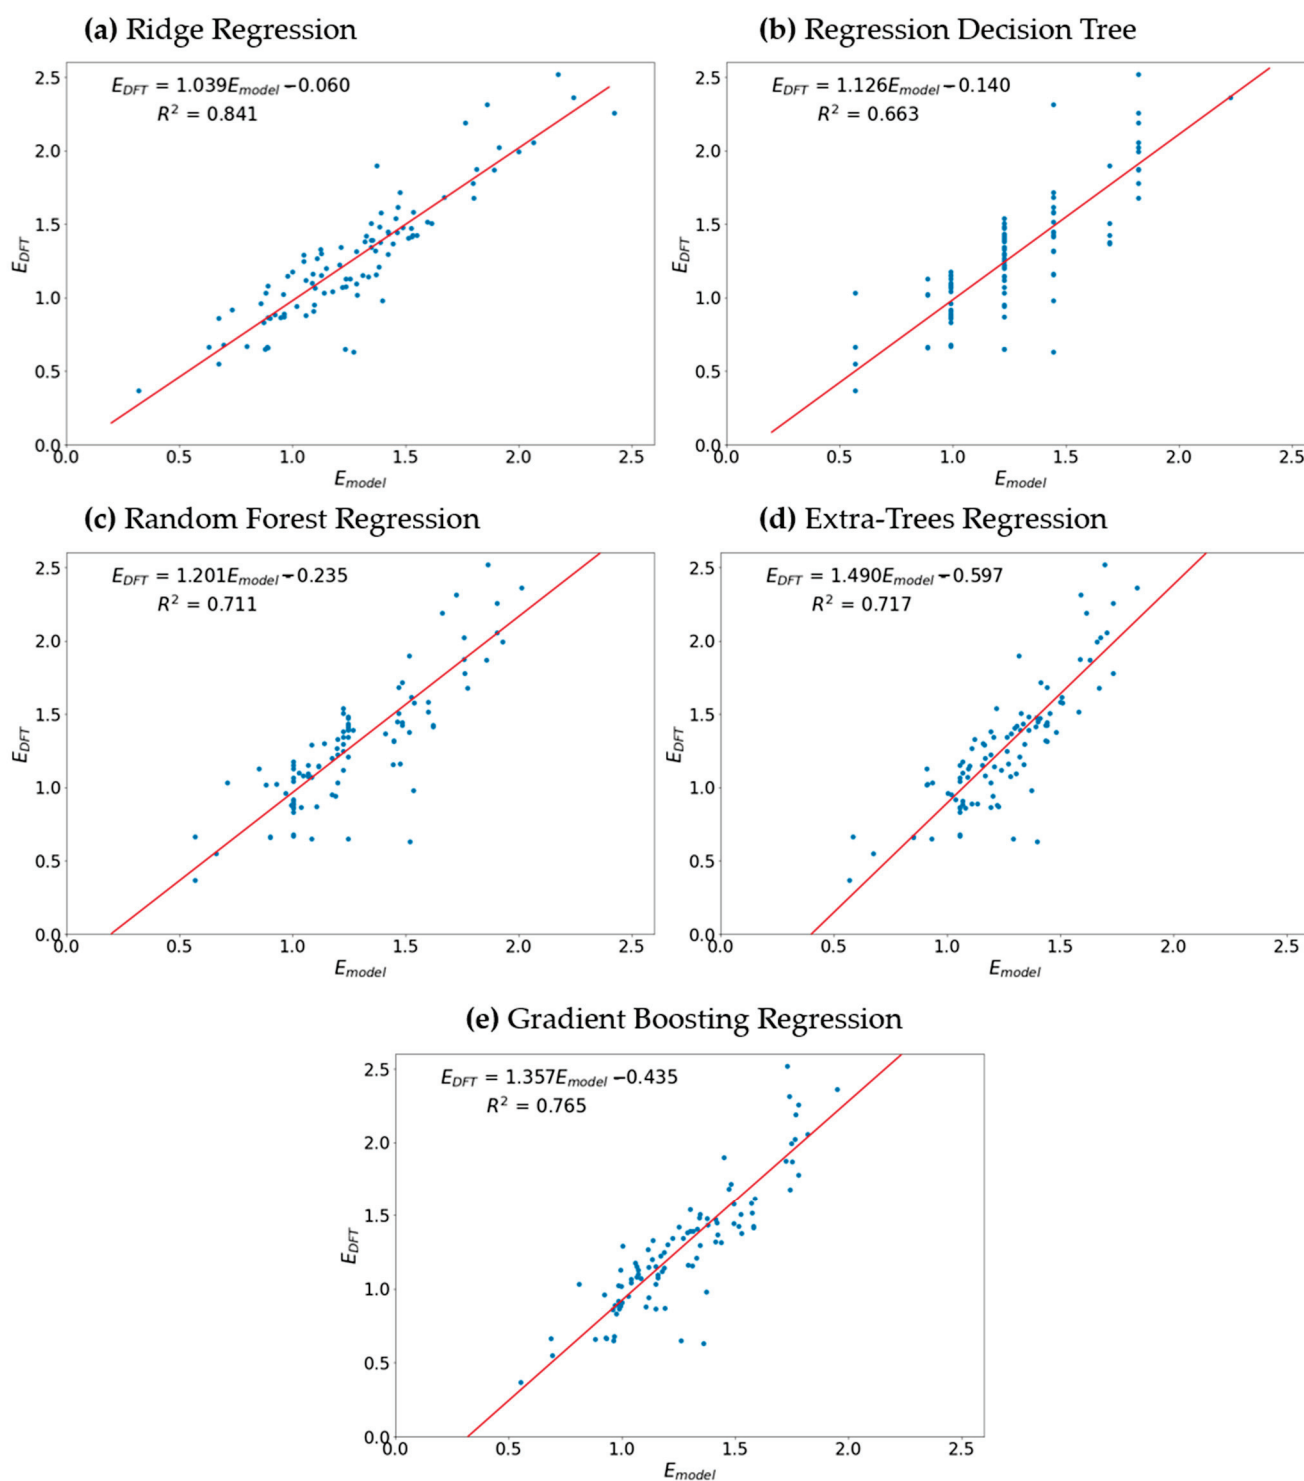 (a) Ridge Regression
(b) Regression Decision Tree
E_DFT = 1.039E_model −0.060
R² = 0.841
E_DFT
2.5
2.0
1.5
1.0
0.5
0.0
0.0 0.5 1.0 1.5 2.0 2.5
E_model
E_DFT = 1.126E_model −0.140
R² = 0.663
E_DFT
2.5
2.0
1.5
1.0
0.5
0.0
0.0 0.5 1.0 1.5 2.0 2.5
E_model
(c) Random Forest Regression
(d) Extra-Trees Regression
E_DFT = 1.201E_model −0.235
R² = 0.711
E_DFT
2.5
2.0
1.5
1.0
0.5
0.0
0.0 0.5 1.0 1.5 2.0 2.5
E_model
E_DFT = 1.490E_model −0.597
R² = 0.717
E_DFT
2.5
2.0
1.5
1.0
0.5
0.0
0.0 0.5 1.0 1.5 2.0 2.5
E_model
(e) Gradient Boosting Regression
E_DFT = 1.357E_model −0.435
R² = 0.765
E_DFT
2.5
2.0
1.5
1.0
0.5
0.0
0.0 0.5 1.0 1.5 2.0 2.5
E_model